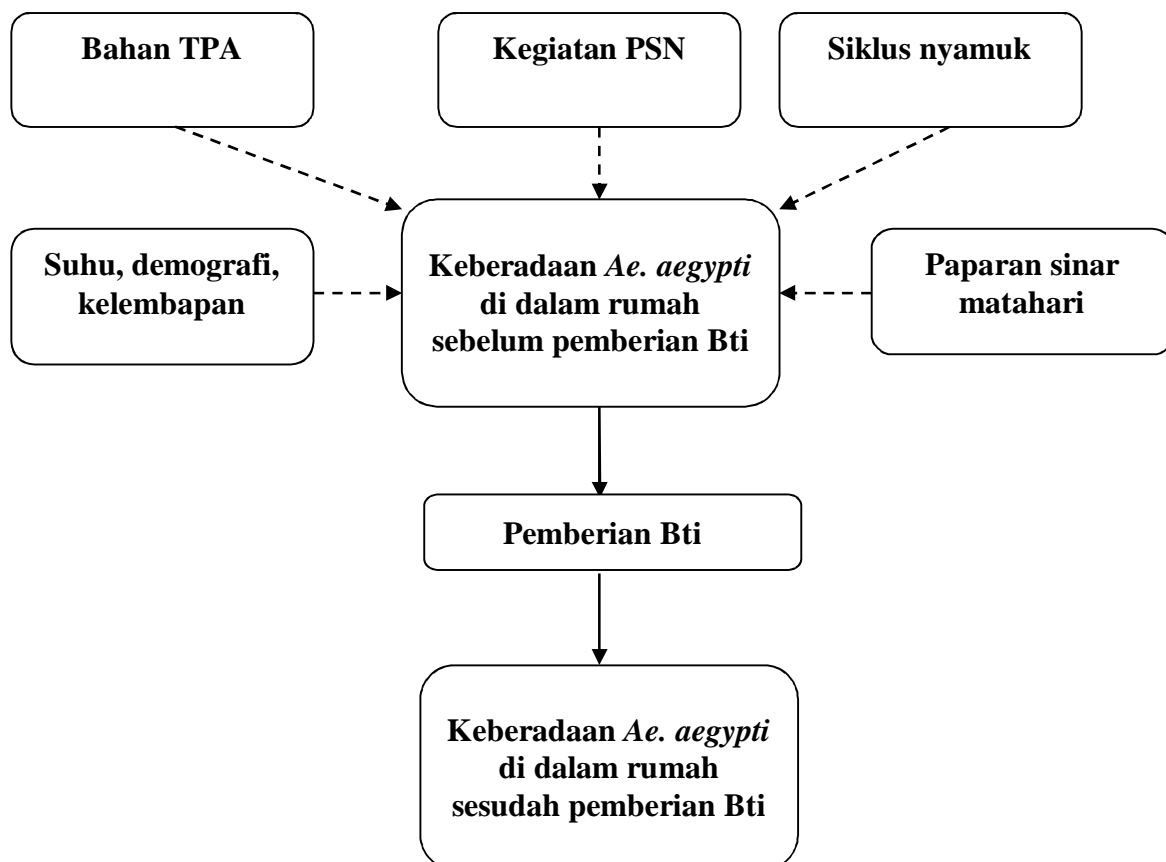 Bahan TPA
Kegiatan PSN
Siklus nyamuk
Suhu, demografi,
kelembapan
Keberadaan Ae. aegypti
di dalam rumah
sebelum pemberian Bti
Paparan sinar
matahari
Pemberian Bti
Keberadaan Ae. aegypti
di dalam rumah
sesudah pemberian Bti